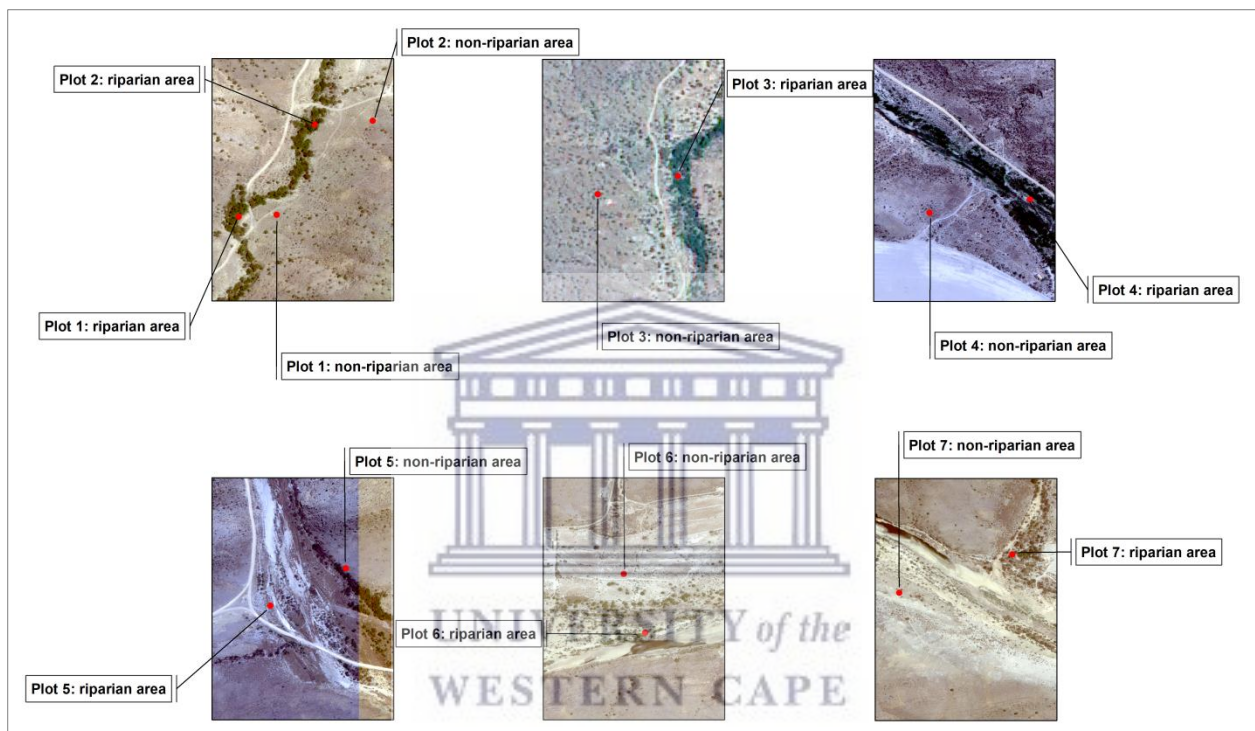 Plot 2: non-riparian area
Plot 2: riparian area
Plot 3: riparian area
Plot 1: riparian area
Plot 1: non-riparian area
Plot 3: non-riparian area
Plot 4: riparian area
Plot 4: non-riparian area
Plot 5: non-riparian area
Plot 6: non-riparian area
Plot 7: non-riparian area
Plot 7: riparian area
Plot 6: riparian area
Plot 5: riparian area
UNIVERSITY of the
WESTERN CAPE